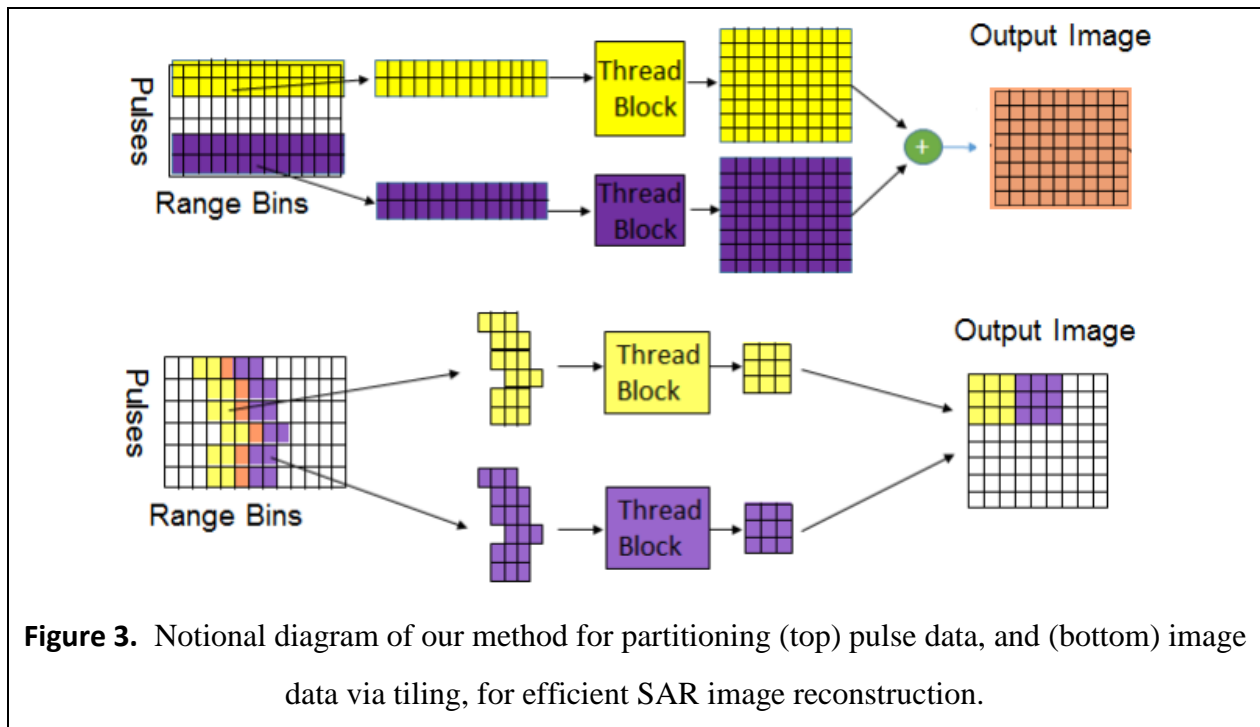 Output Image
Pulses
Thread
Block
+
Range Bins
Thread
Block
Output Image
Pulses
Thread
Block
Range Bins
Thread
Block
Figure 3. Notional diagram of our method for partitioning (top) pulse data, and (bottom) image
data via tiling, for efficient SAR image reconstruction.